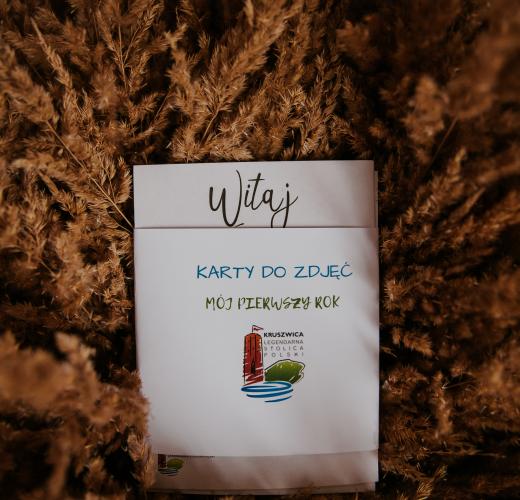 Witaj
KARTY DO ZDJĘĆ
MÓJ PIERWSZY ROK
KRUSZWICA
LEGENDARNA
STOLICA
POLSKI